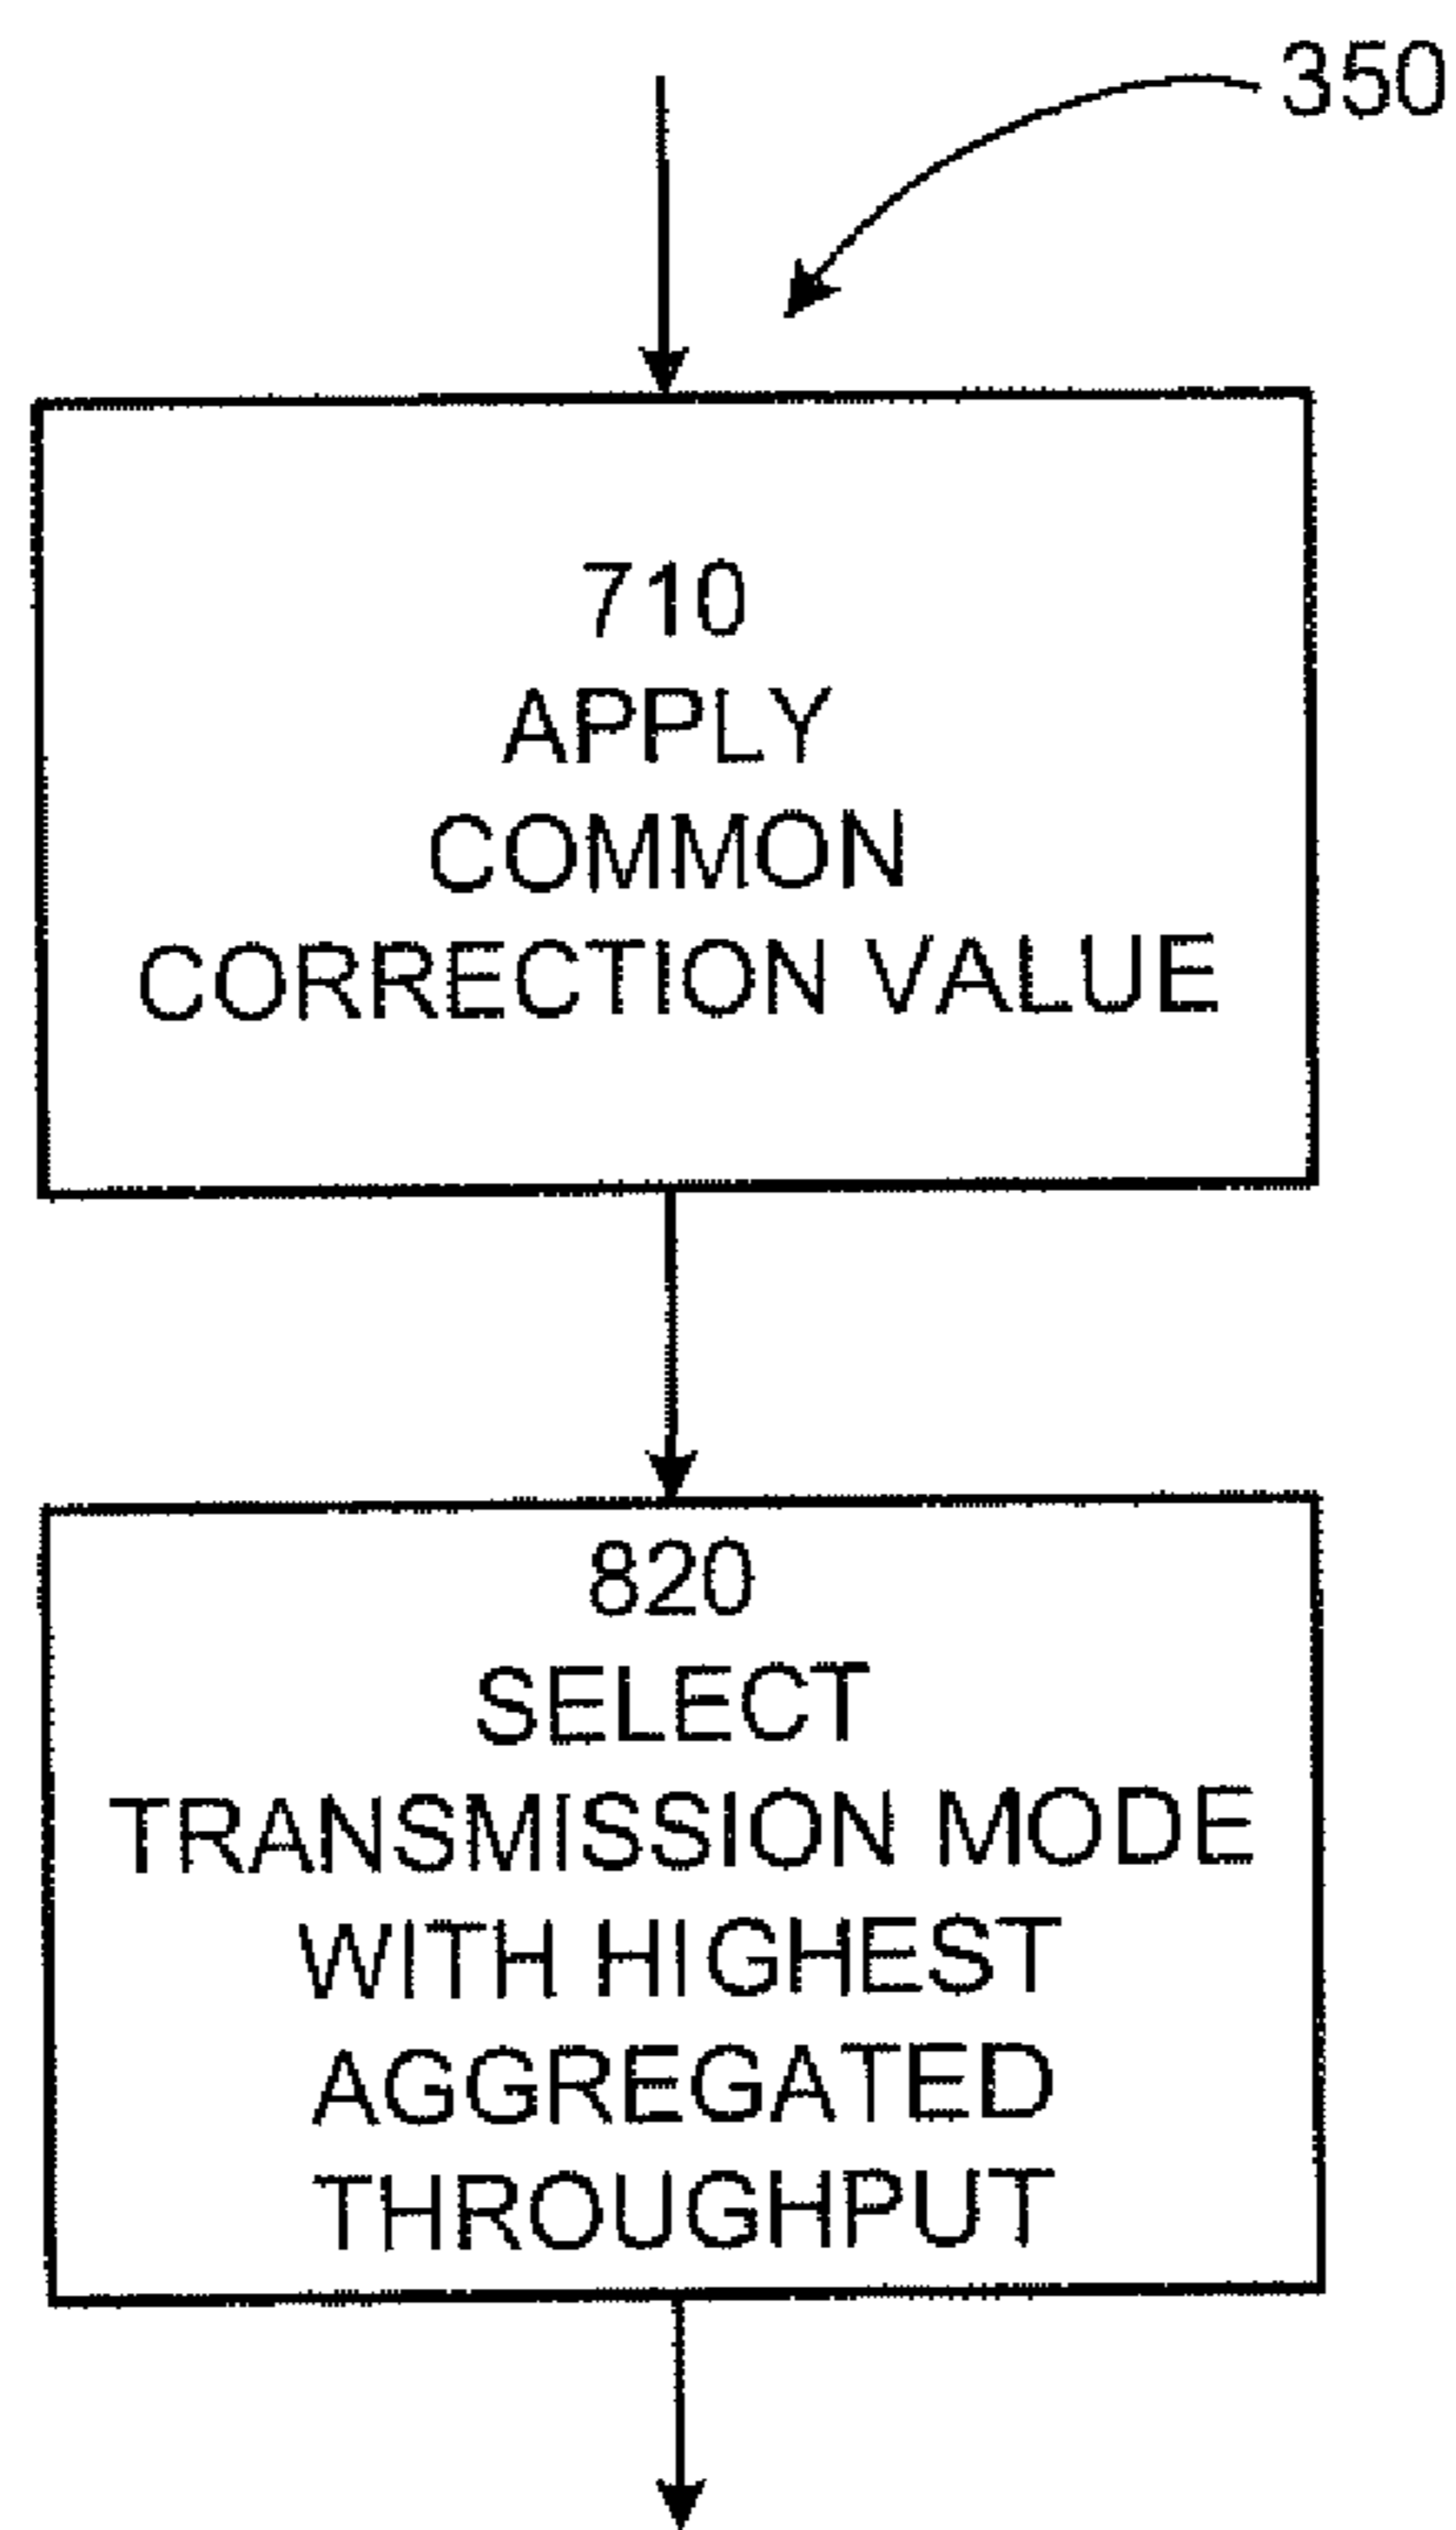 350
710
APPLY
COMMON
CORRECTION VALUE
820
SELECT
TRANSMISSION MODE
WITH HIGHEST
AGGREGATED
THROUGHPUT